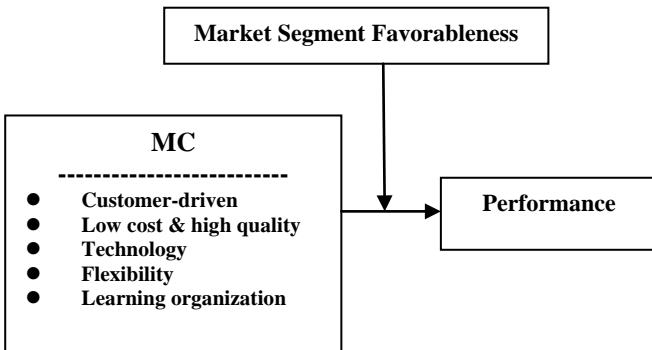 Market Segment Favorableness
MC
---------------------------
● Customer-driven
● Low cost & high quality
● Technology
● Flexibility
● Learning organization
Performance